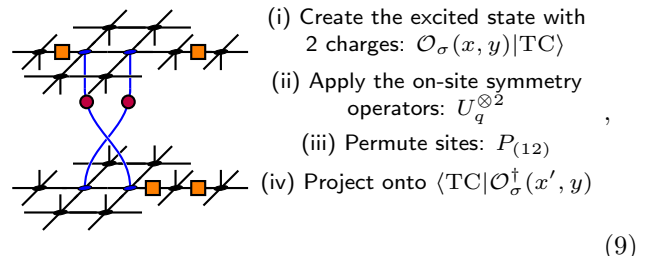 (i) Create the excited state with
2 charges: 𝒪_σ(x, y)|TC⟩
(ii) Apply the on-site symmetry
operators: U_q^{⊗2}
,
(iii) Permute sites: P_{(12)}
(iv) Project onto ⟨TC|𝒪_σ^†(x′, y)
(9)